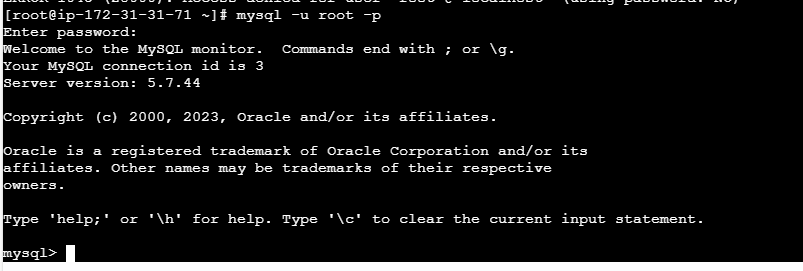 [root@ip-172-31-31-71 ~]# mysql -u root -p
Enter password:
Welcome to the MySQL monitor.  Commands end with ; or \g.
Your MySQL connection id is 3
Server version: 5.7.44
Copyright (c) 2000, 2023, Oracle and/or its affiliates.
Oracle is a registered trademark of Oracle Corporation and/or its
affiliates. Other names may be trademarks of their respective
owners.
Type 'help;' or '\h' for help. Type '\c' to clear the current input statement.
mysql>